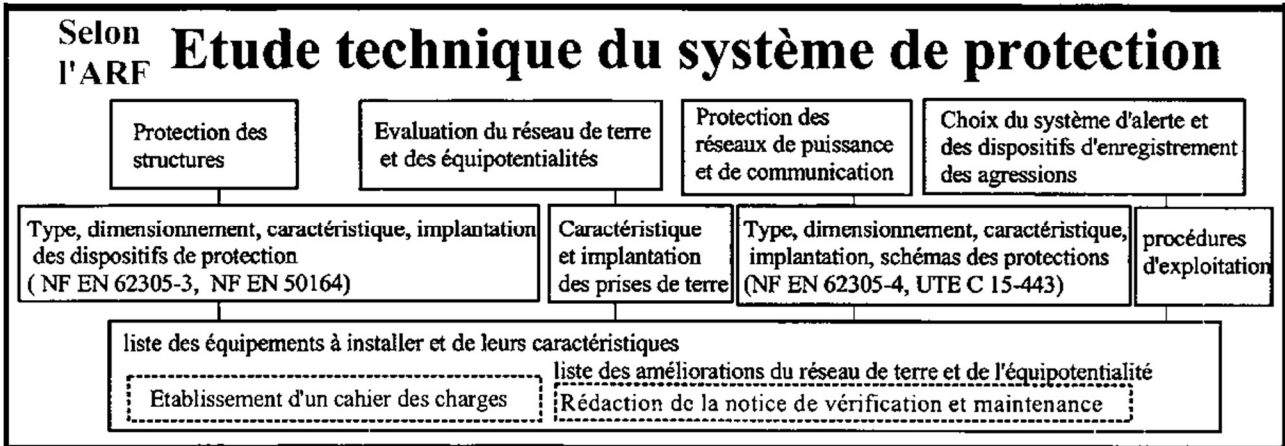 Selon
l'ARF
Etude technique du système de protection
Protection des
structures
Evaluation du réseau de terre
et des équipotentialités
Protection des
réseaux de puissance
et de communication
Choix du système d'alerte et
des dispositifs d'enregistrement
des agressions
Type, dimensionnement, caractéristique, implantation
des dispositifs de protection
( NF EN 62305-3, NF EN 50164)
Caractéristique
et implantation
des prises de terre
Type, dimensionnement, caractéristique,
implantation, schémas des protections
(NF EN 62305-4, UTE C 15-443)
procédures
d'exploitation
liste des équipements à installer et de leurs caractéristiques
liste des améliorations du réseau de terre et de l'équipotentialité
Etablissement d'un cahier des charges
Rédaction de la notice de vérification et maintenance